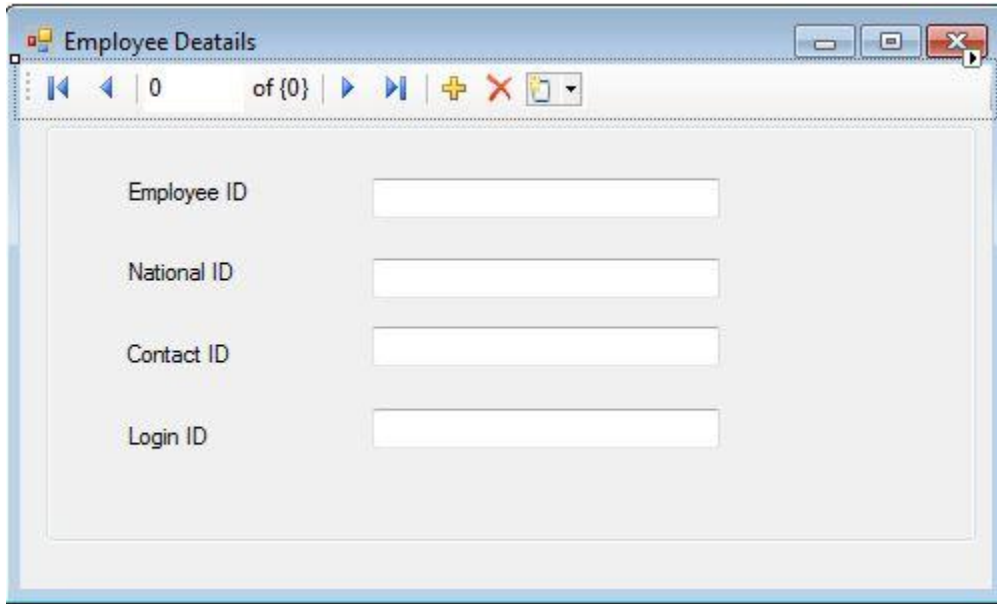 Employee Deatails
0 of {0}
Employee ID
National ID
Contact ID
Login ID